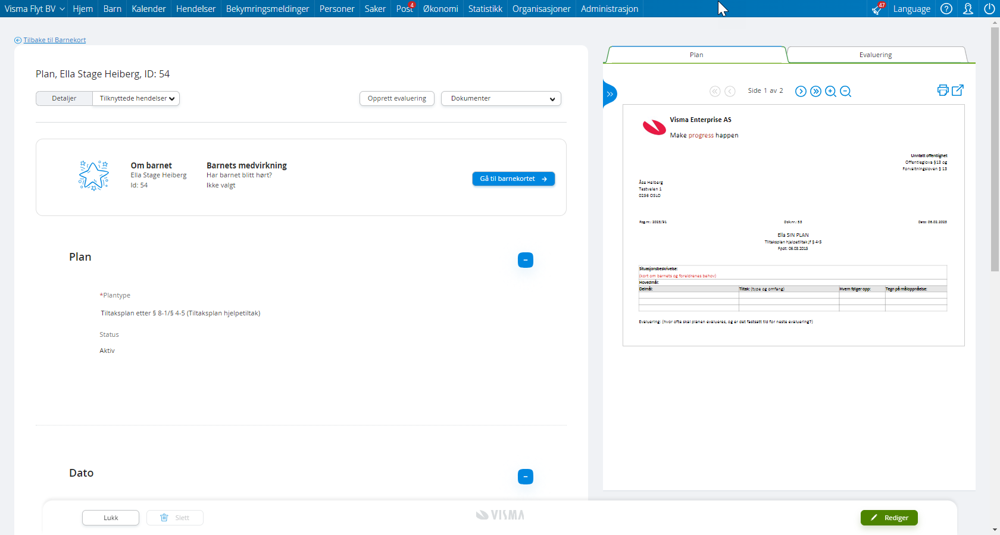 Visma Flyt BV Hjem Barn Kalender Hendelser Bekymringsmeldinger Personer Saker Post 4 Økonomi Statistikk Organisasjoner Administrasjon 47 Language
Tilbake til Barnekort
Plan, Ella Stage Heiberg, ID: 54
Detaljer Tilknyttede hendelser Opprett evaluering Dokumenter
Om barnet
Ella Stage Heiberg
Id: 54
Barnets medvirkning
Har barnet blitt hørt?
Ikke valgt
Gå til barnekortet
Plan
*Plantype
Tiltaksplan etter § 8-1/§ 4-5 (Tiltaksplan hjelpetiltak)
Status
Aktiv
Dato
Lukk Slett VISMA Rediger
Plan Evaluering
Side 1 av 2
Visma Enterprise AS
Make progress happen
Unntatt offentlighet
Offentleglova §13 og
Forvaltningsloven § 13
Åse Heiberg
Testveien 1
0256 OSLO
Reg.nr.: 2023/91 Dok.nr.: 53 Dato: 06.02.2023
Ella SIN PLAN
Tiltaksplan hjelpetiltak jf § 4-5
Født: 06.03.2015
Situasjonsbeskrivelse:
(kort om barnets og foreldrenes behov)
Hovedmål:
Delmål: Tiltak: (type og omfang) Hvem følger opp: Tegn på måloppnåelse:
Evaluering: (hvor ofte skal planen evalueres, og er det fastsatt tid for neste evaluering?)